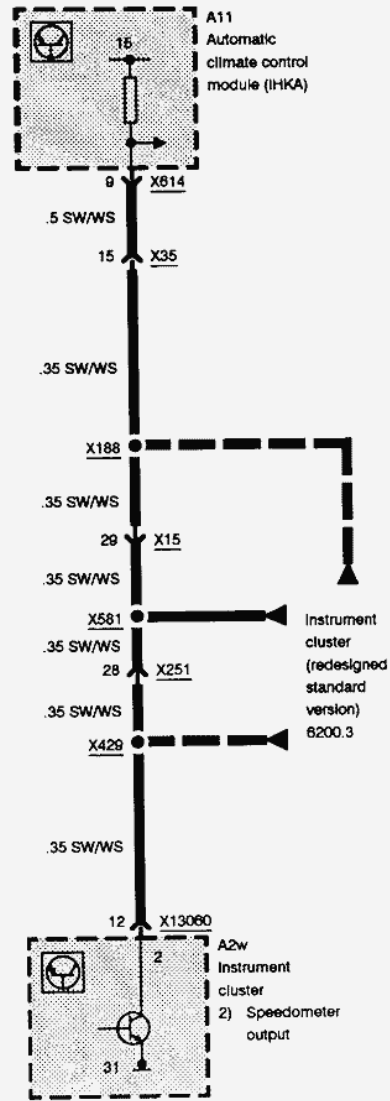 A11
Automatic
climate control
module (IHKA)
15
9 X614
.5 SW/WS
15 X35
.35 SW/WS
X188
.35 SW/WS
29 X15
.35 SW/WS
X581
.35 SW/WS
28 X251
Instrument
cluster
(redesigned
standard
version)
6200.3
.35 SW/WS
X429
.35 SW/WS
12 X13060
2
A2w
Instrument
cluster
2) Speedometer
output
31